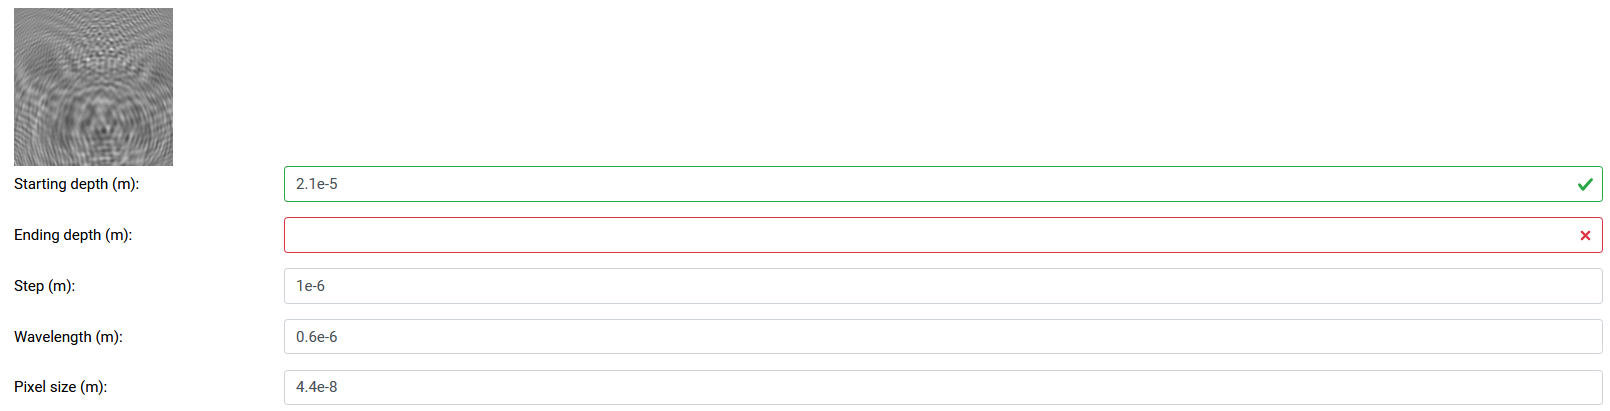 Starting depth (m): 2.1e-5
Ending depth (m):
Step (m): 1e-6
Wavelength (m): 0.6e-6
Pixel size (m): 4.4e-8